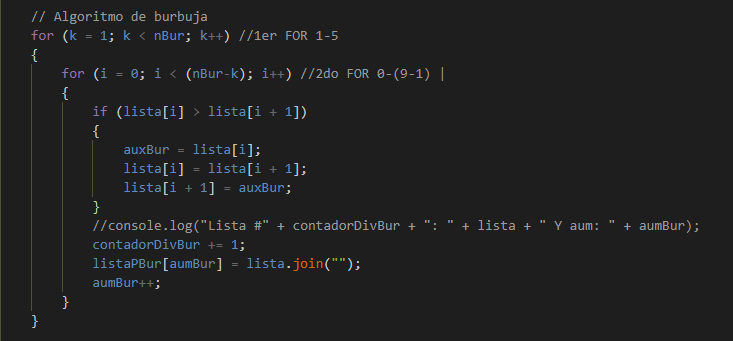 // Algoritmo de burbuja
for (k = 1; k < nBur; k++) //1er FOR 1-5
{
for (i = 0; i < (nBur-k); i++) //2do FOR 0-(9-1) |
{
if (lista[i] > lista[i + 1])
{
auxBur = lista[i];
lista[i] = lista[i + 1];
lista[i + 1] = auxBur;
}
//console.log("Lista #" + contadorDivBur + ": " + lista + " Y aum: " + aumBur);
contadorDivBur += 1;
listaPBur[aumBur] = lista.join("");
aumBur++;
}
}